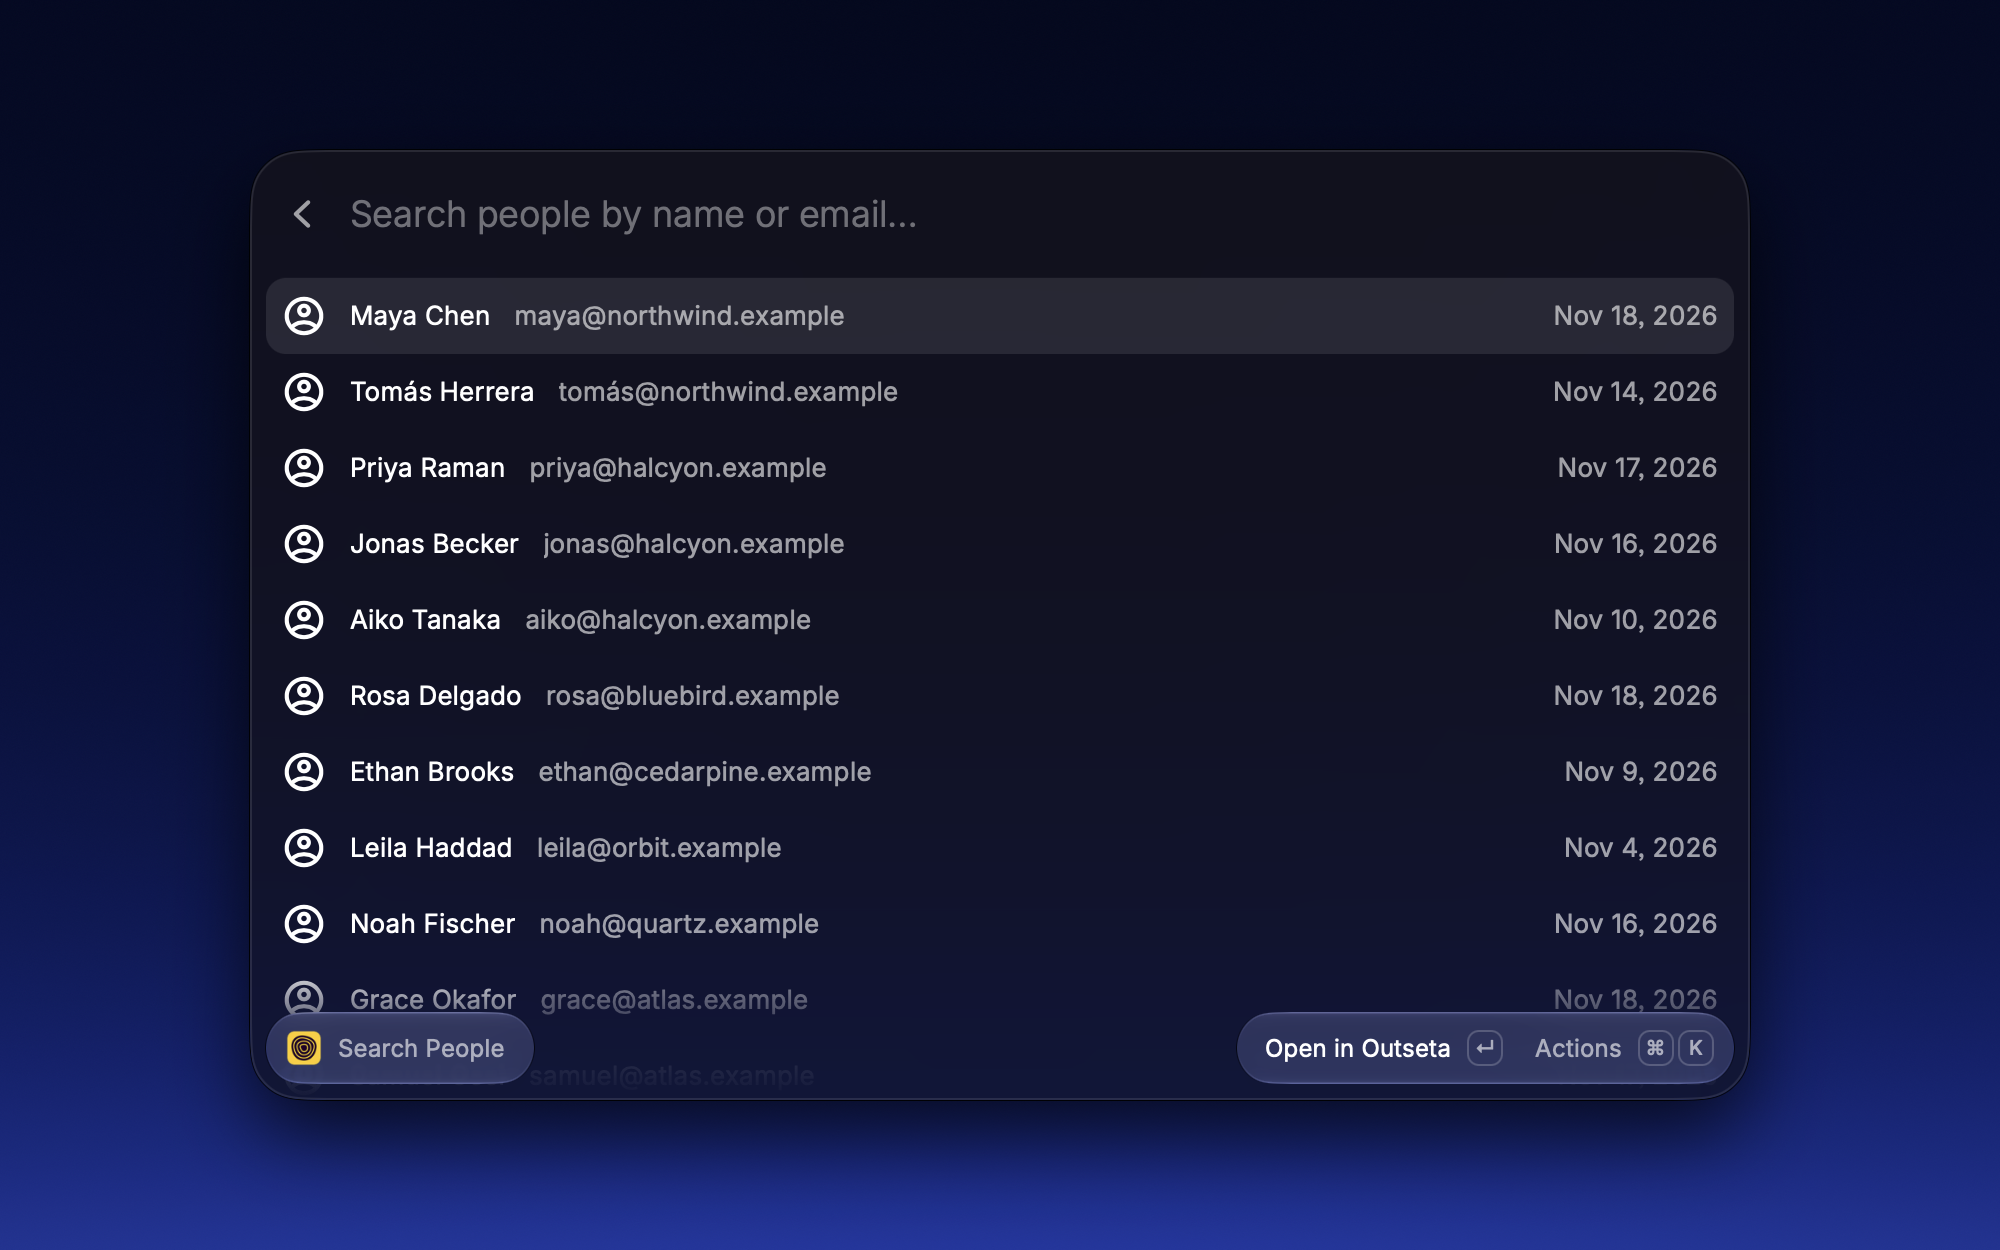 Search people by name or email...
Maya Chen maya@northwind.example Nov 18, 2026
Tomás Herrera tomás@northwind.example Nov 14, 2026
Priya Raman priya@halcyon.example Nov 17, 2026
Jonas Becker jonas@halcyon.example Nov 16, 2026
Aiko Tanaka aiko@halcyon.example Nov 10, 2026
Rosa Delgado rosa@bluebird.example Nov 18, 2026
Ethan Brooks ethan@cedarpine.example Nov 9, 2026
Leila Haddad leila@orbit.example Nov 4, 2026
Noah Fischer noah@quartz.example Nov 16, 2026
Grace Okafor grace@atlas.example Nov 18, 2026
Search People Open in Outseta Actions ⌘ K
samuel@atlas.example